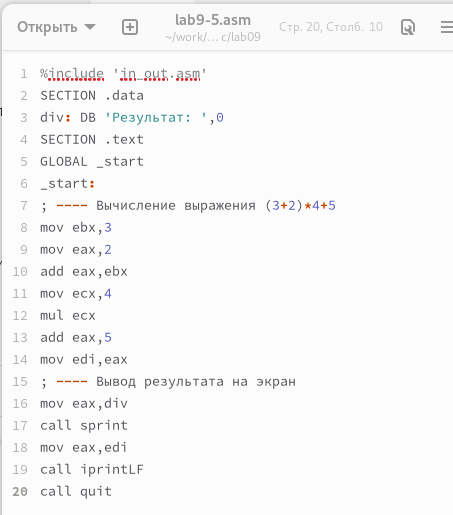 Открыть
lab9-5.asm
~/work/… c/lab09
Стр. 20, Столб. 10
1 %include 'in_out.asm'
2 SECTION .data
3 div: DB 'Результат: ',0
4 SECTION .text
5 GLOBAL _start
6 _start:
7 ; ---- Вычисление выражения (3+2)*4+5
8 mov ebx,3
9 mov eax,2
10 add eax,ebx
11 mov ecx,4
12 mul ecx
13 add eax,5
14 mov edi,eax
15 ; ---- Вывод результата на экран
16 mov eax,div
17 call sprint
18 mov eax,edi
19 call iprintLF
20 call quit